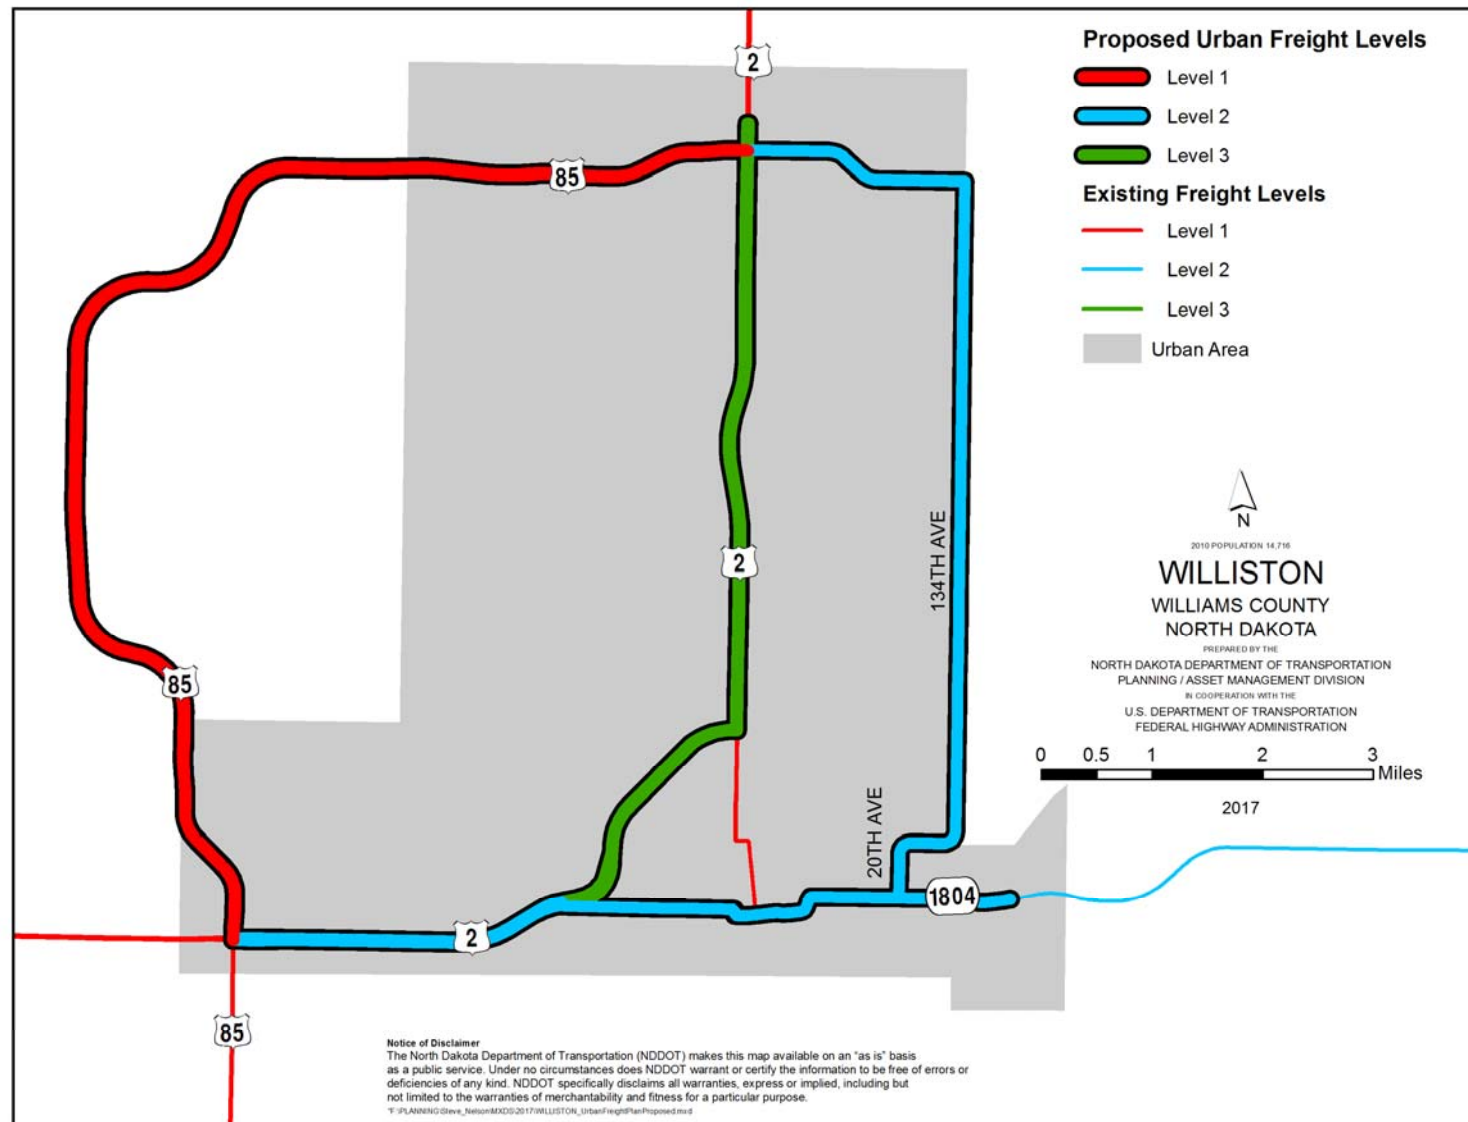 Proposed Urban Freight Levels
Level 1
Level 2
Level 3
Existing Freight Levels
Level 1
Level 2
Level 3
Urban Area
2
85
2
134TH AVE
85
20TH AVE
1804
2
85
N
2010 POPULATION 14,716
WILLISTON
WILLIAMS COUNTY
NORTH DAKOTA
PREPARED BY THE
NORTH DAKOTA DEPARTMENT OF TRANSPORTATION
PLANNING / ASSET MANAGEMENT DIVISION
IN COOPERATION WITH THE
U.S. DEPARTMENT OF TRANSPORTATION
FEDERAL HIGHWAY ADMINISTRATION
0 0.5 1 2 3
Miles
2017
Notice of Disclaimer
The North Dakota Department of Transportation (NDDOT) makes this map available on an "as is" basis
as a public service. Under no circumstances does NDDOT warrant or certify the information to be free of errors or
deficiencies of any kind. NDDOT specifically disclaims all warranties, express or implied, including but
not limited to the warranties of merchantability and fitness for a particular purpose.
"F:\PLANNING\Steve_Nelson\MXDS\2017\WILLISTON_UrbanFreightPlanProposed.mxd